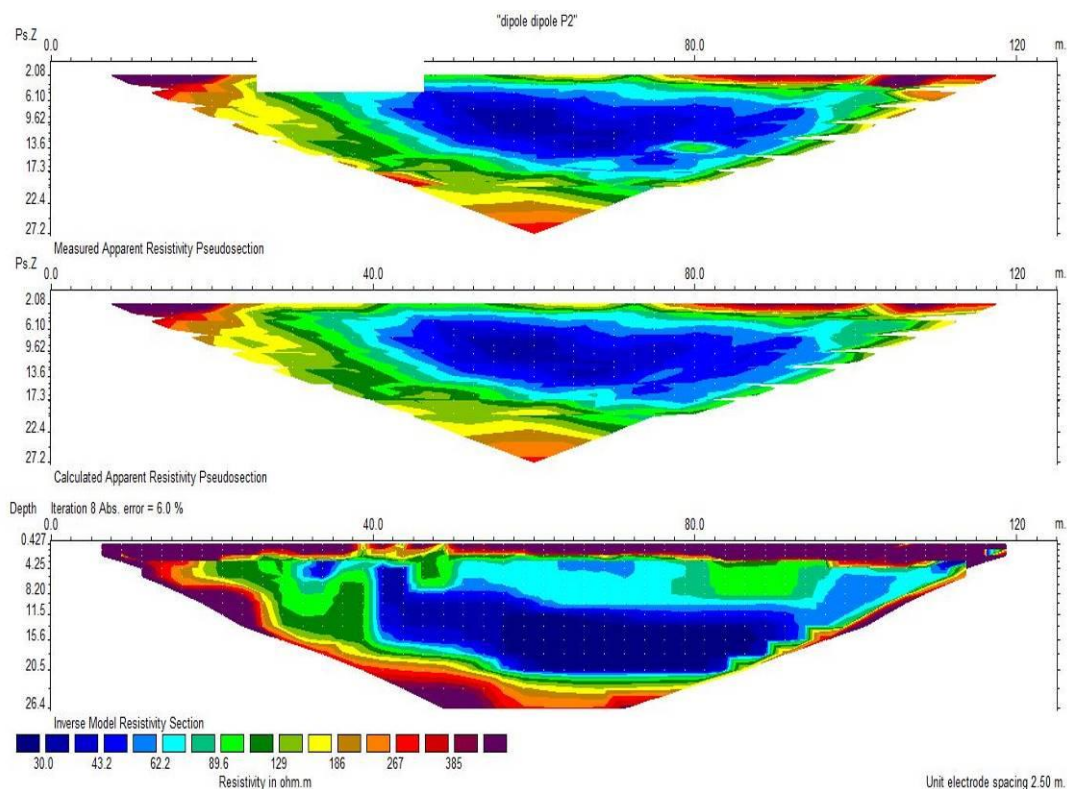 "dipole dipole P2"
Ps.Z 0.0 80.0 120 m.
2.08
6.10
9.62
13.6
17.3
22.4
27.2
Measured Apparent Resistivity Pseudosection
Ps.Z 0.0 40.0 80.0 120 m.
2.08
6.10
9.62
13.6
17.3
22.4
27.2
Calculated Apparent Resistivity Pseudosection
Depth Iteration 8 Abs. error = 6.0 %
0.0 40.0 80.0 120 m.
0.427
4.25
8.20
11.5
15.6
20.5
26.4
Inverse Model Resistivity Section
30.0 43.2 62.2 89.6 129 186 267 385
Resistivity in ohm.m Unit electrode spacing 2.50 m.